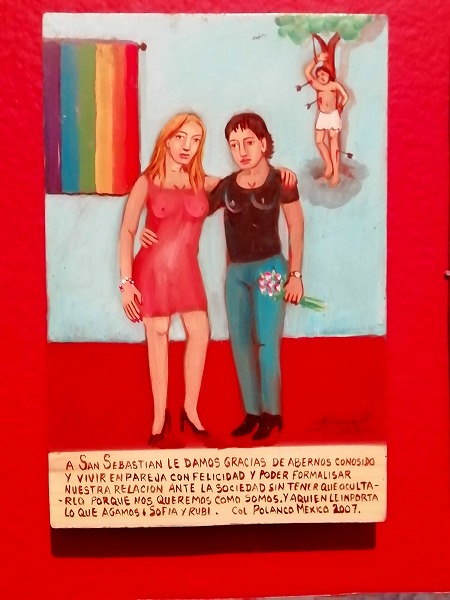 A SAN SEBASTIAN LE DAMOS GRACIAS DE ABERNOS CONOSIDO
Y VIVIR EN PAREJA CON FELICIDAD Y PODER FORMALISAR
NUESTRA RELACION ANTE LA SOCIEDAD SIN TENER QUE OCULTA-
-RLO PORQUE NOS QUEREMOS COMO SOMOS, Y A QUIEN LE INPORTA
LO QUE AGAMOS ¢ SOFIA Y RUBI. COL POLANCO MEXICO 2007.